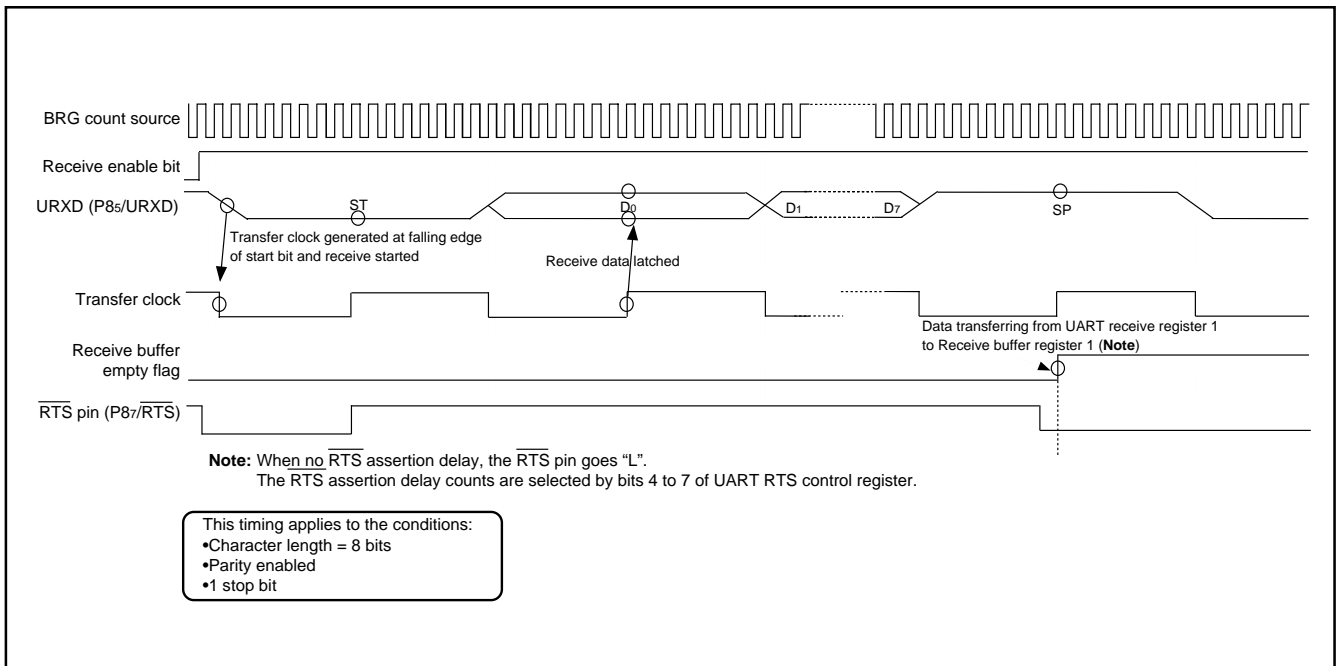 BRG count source
Receive enable bit
URXD (P85/URXD)
ST
D0
D1
D7
SP
Transfer clock generated at falling edge
of start bit and receive started
Receive data latched
Transfer clock
Data transferring from UART receive register 1
to Receive buffer register 1 (Note)
Receive buffer
empty flag
RTS pin (P87/RTS)
Note: When no RTS assertion delay, the RTS pin goes “L”.
The RTS assertion delay counts are selected by bits 4 to 7 of UART RTS control register.
This timing applies to the conditions:
•Character length = 8 bits
•Parity enabled
•1 stop bit